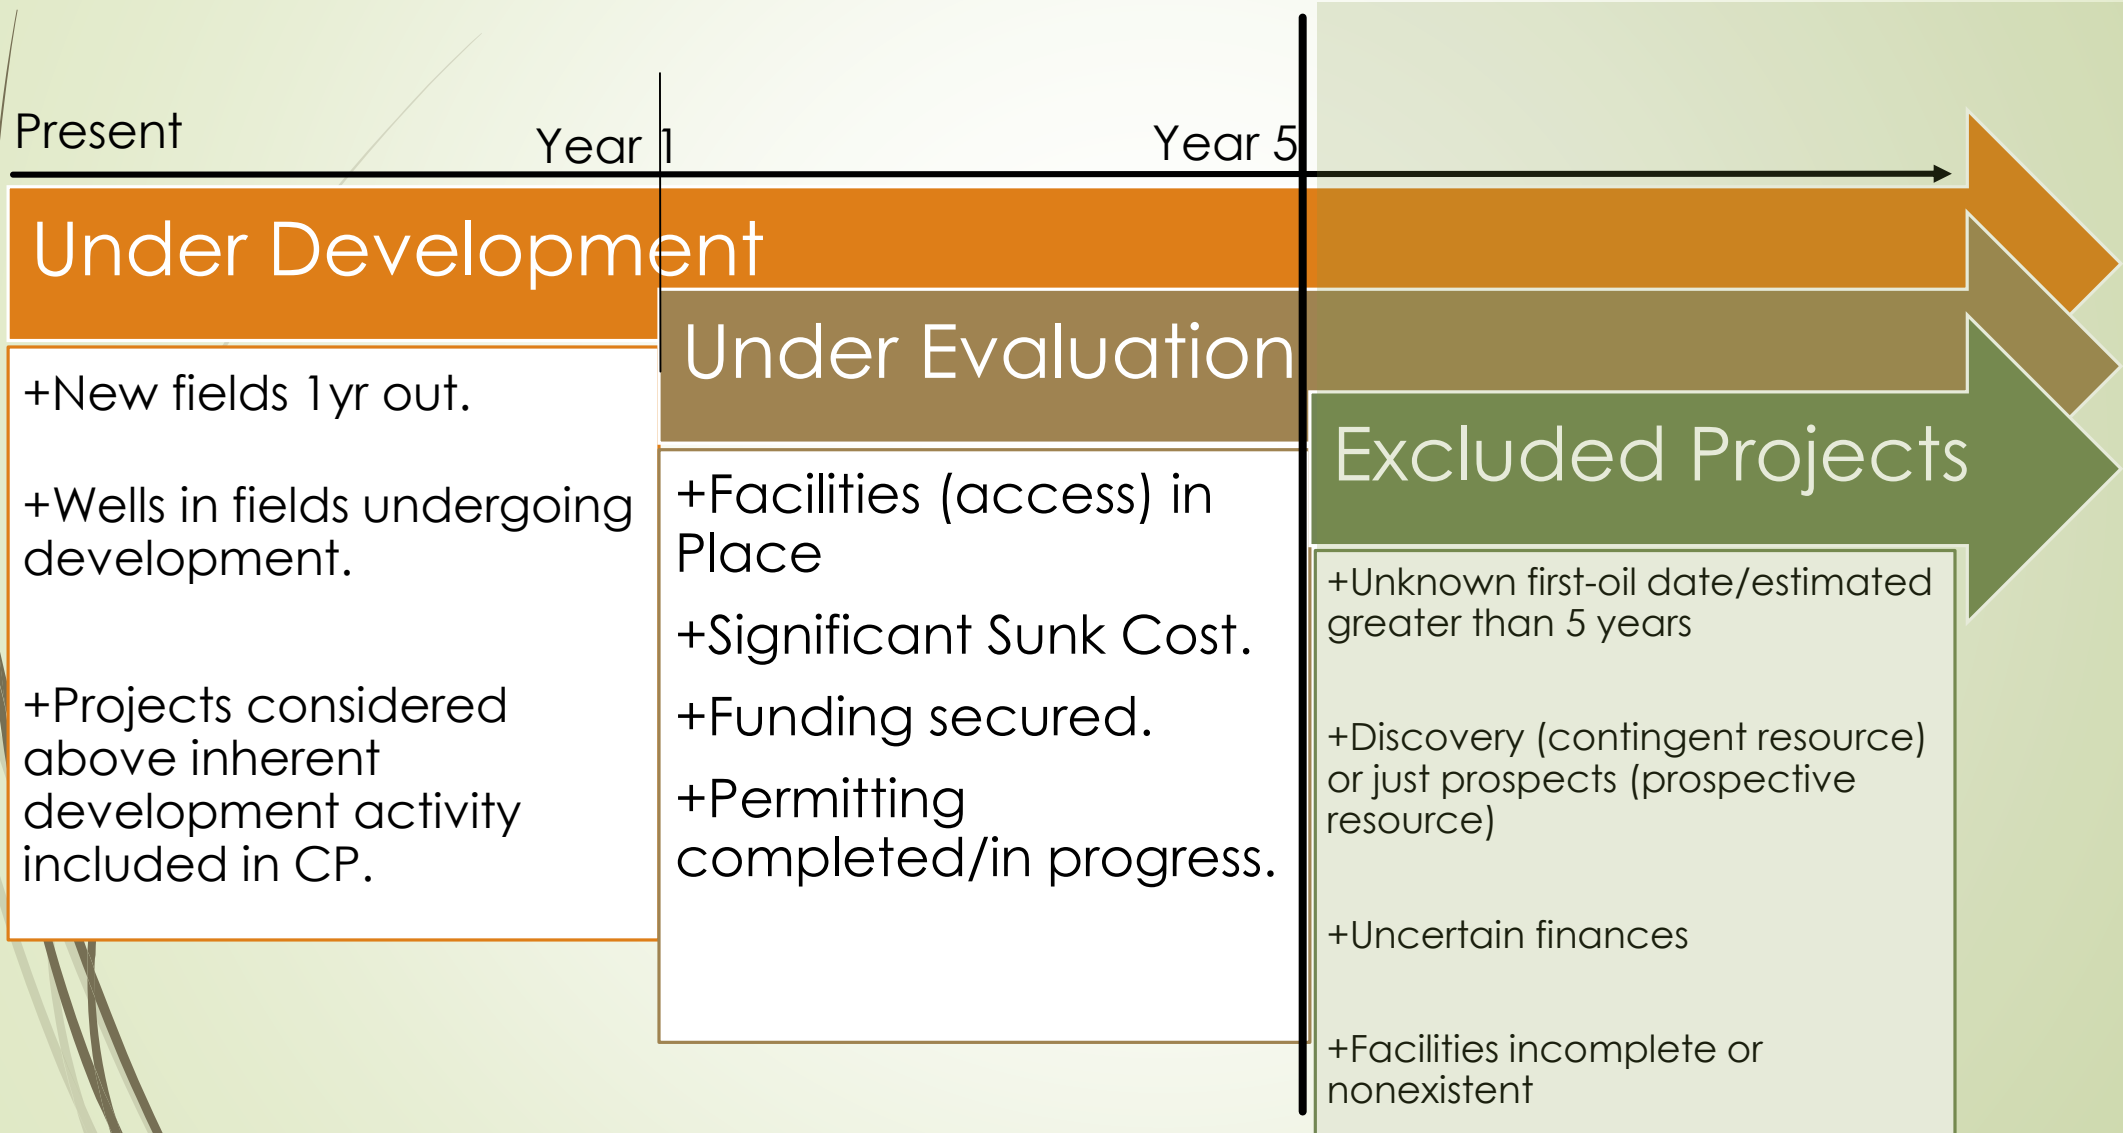 Present
Year 1
Year 5
Under Development
+New fields 1yr out.
+Wells in fields undergoing
development.
+Projects considered
above inherent
development activity
included in CP.
Under Evaluation
+Facilities (access) in
Place
+Significant Sunk Cost.
+Funding secured.
+Permitting
completed/in progress.
Excluded Projects
+Unknown first-oil date/estimated
greater than 5 years
+Discovery (contingent resource)
or just prospects (prospective
resource)
+Uncertain finances
+Facilities incomplete or
nonexistent